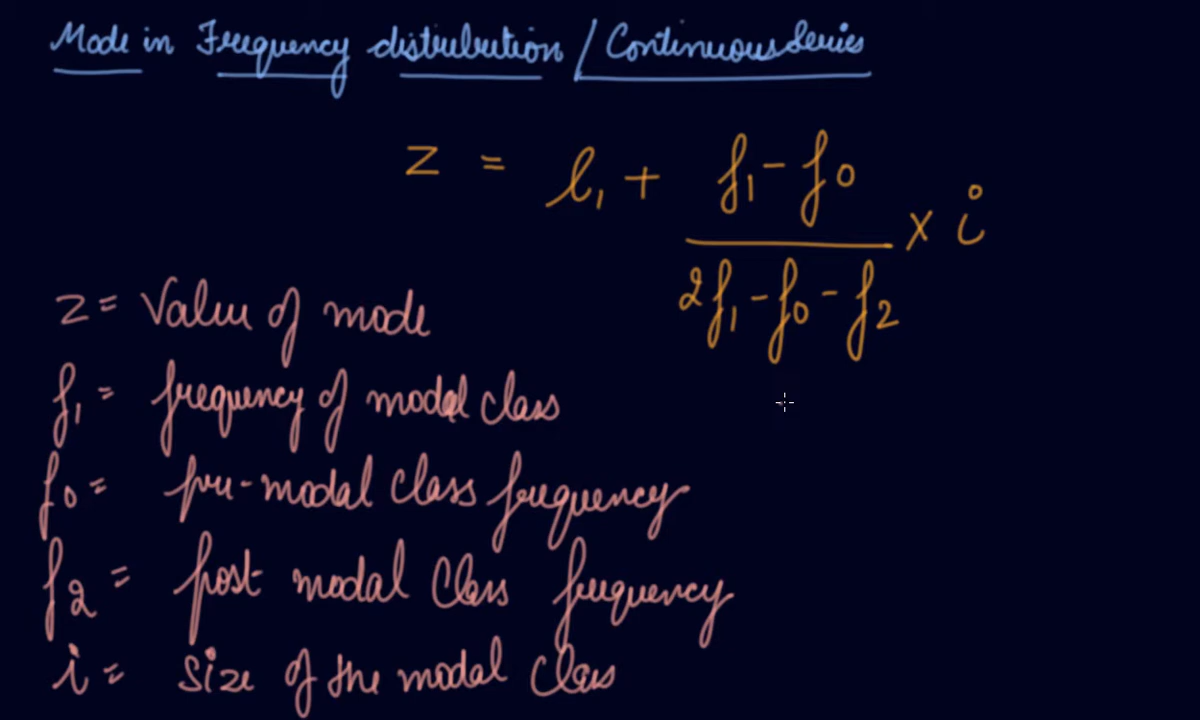 Mode in Frequency distribution / Continuous Series
z = l₁ + f₁ - f₀ / 2f₁ - f₀ - f₂ × i
z = Value of mode
f₁ = frequency of modal class
f₀ = pre-modal class frequency
f₂ = post modal class frequency
i = size of the modal class